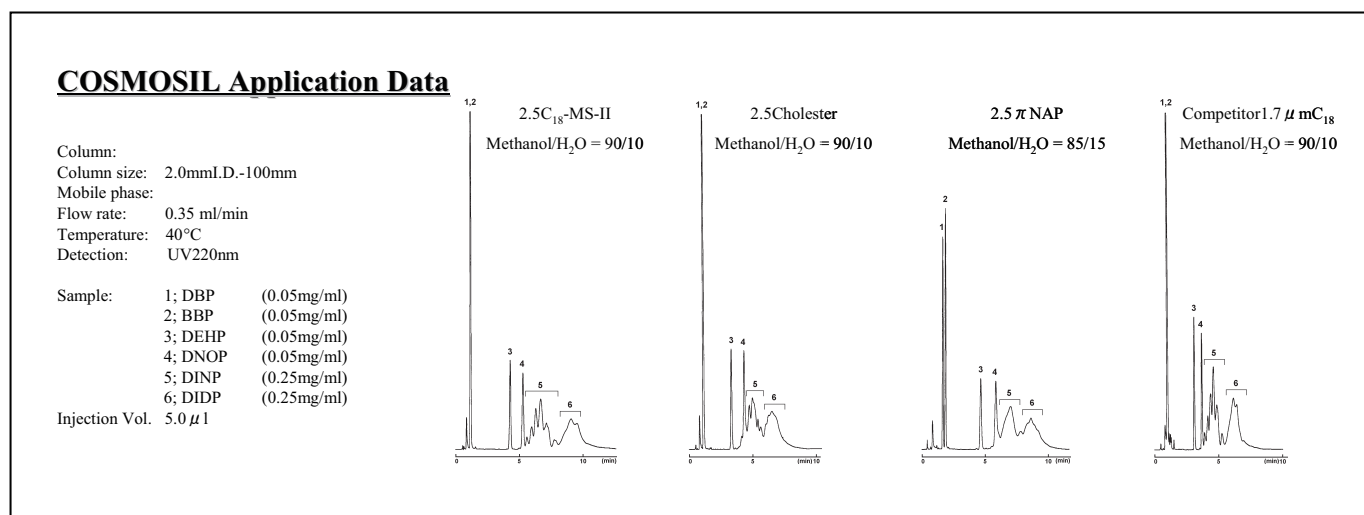 COSMOSIL Application Data
Column:
Column size: 2.0mmI.D.-100mm
Mobile phase:
Flow rate: 0.35 ml/min
Temperature: 40°C
Detection: UV220nm
Sample: 1; DBP (0.05mg/ml)
2; BBP (0.05mg/ml)
3; DEHP (0.05mg/ml)
4; DNOP (0.05mg/ml)
5; DINP (0.25mg/ml)
6; DIDP (0.25mg/ml)
Injection Vol. 5.0 μ l
2.5C₁₈-MS-II
Methanol/H₂O = 90/10
1,2
3
4
5
6
0 5 10 (min)
2.5Cholester
Methanol/H₂O = 90/10
1,2
3
4
5
6
0 5 (min) 10
2.5 π NAP
Methanol/H₂O = 85/15
1
2
3
4
5
6
0 5 10 (min)
Competitor1.7 μ mC₁₈
Methanol/H₂O = 90/10
1,2
3
4
5
6
0 5 (min) 10